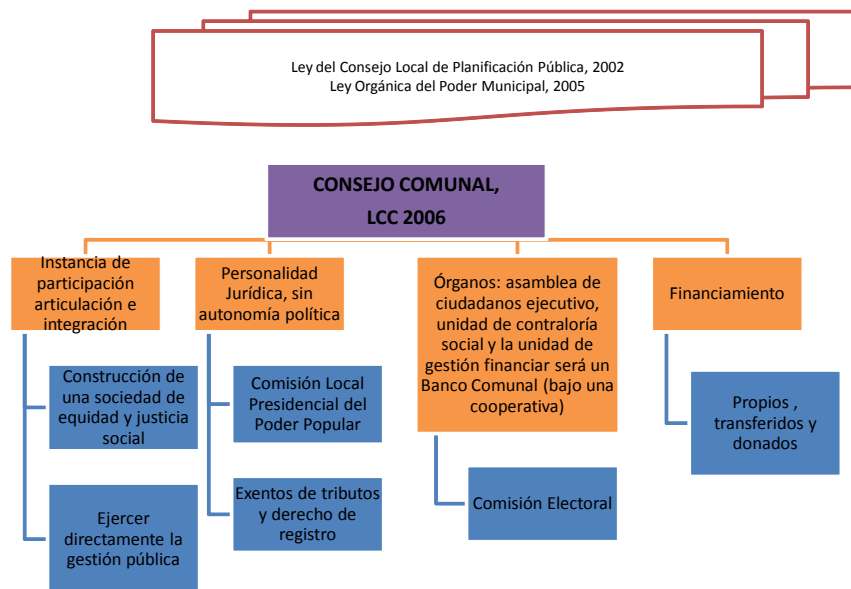 Ley del Consejo Local de Planificación Pública, 2002
Ley Orgánica del Poder Municipal, 2005
CONSEJO COMUNAL,
LCC 2006
Instancia de
participación
articulación e
integración
Personalidad
Jurídica, sin
autonomía política
Órganos: asamblea de
ciudadanos ejecutivo,
unidad de contraloría
social y la unidad de
gestión financiar será un
Banco Comunal (bajo una
cooperativa)
Financiamiento
Construcción de
una sociedad de
equidad y justicia
social
Comisión Local
Presidencial del
Poder Popular
Propios ,
transferidos y
donados
Ejercer
directamente la
gestión pública
Exentos de tributos
y derecho de
registro
Comisión Electoral